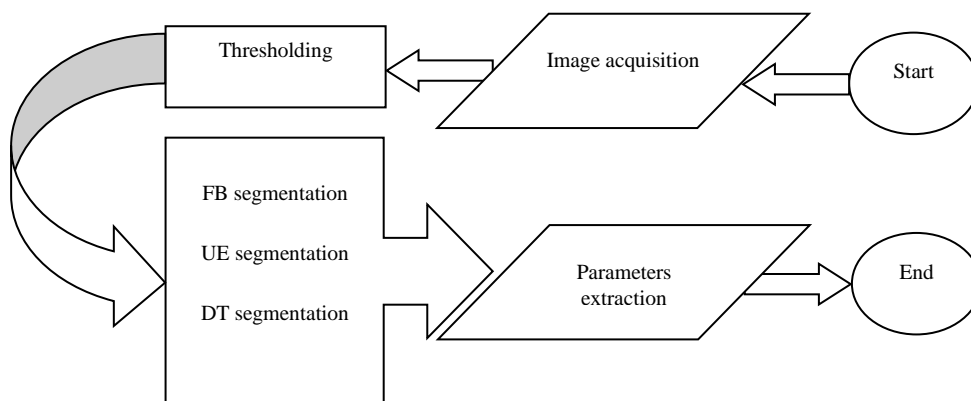 Start
Image acquisition
Thresholding
FB segmentation
UE segmentation
DT segmentation
Parameters
extraction
End